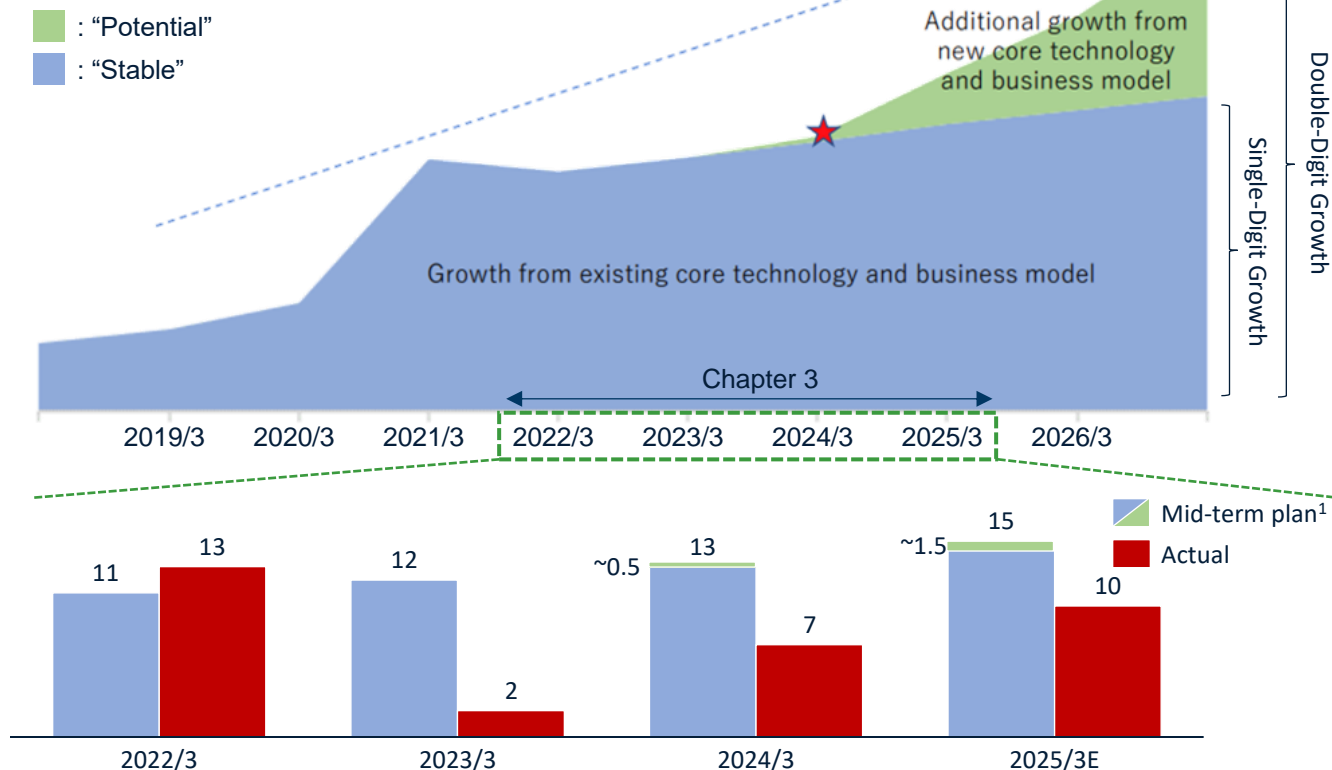 : “Potential”
: “Stable”
Additional growth from
new core technology
and business model
Growth from existing core technology and business model
Single-Digit Growth
Double-Digit Growth
Chapter 3
2019/3
2020/3
2021/3
2022/3
2023/3
2024/3
2025/3
2026/3
Mid-term plan¹
Actual
11
13
12
2
~0.5
13
7
~1.5
15
10
2022/3
2023/3
2024/3
2025/3E